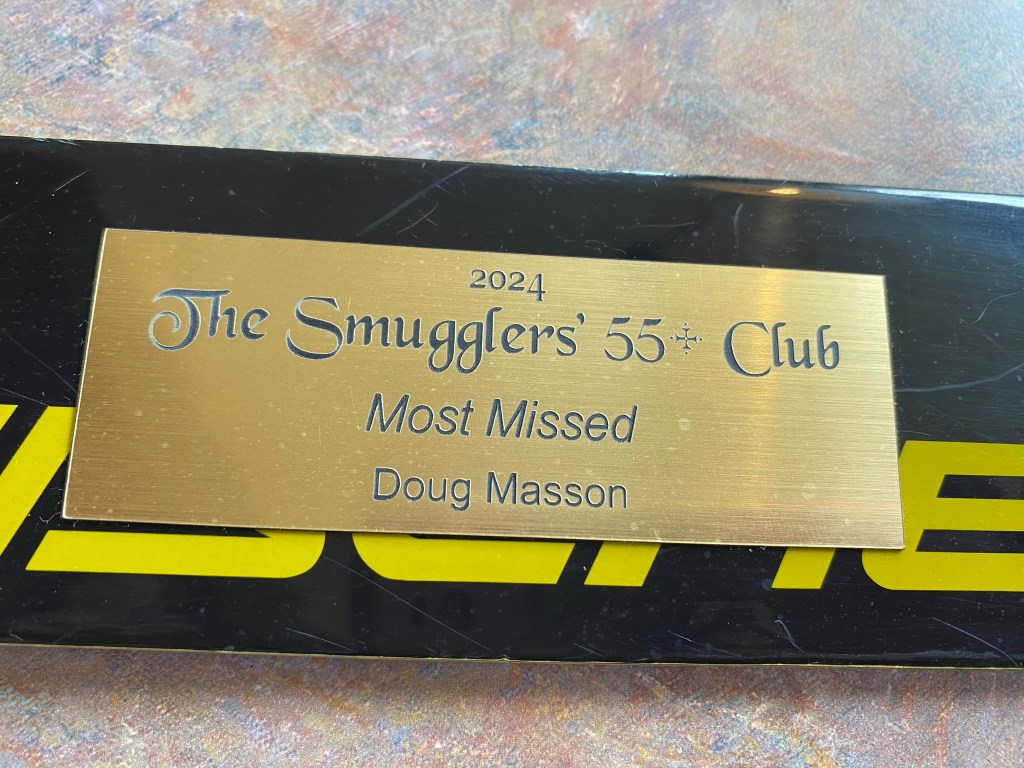 2024
The Smugglers' 55+ Club
Most Missed
Doug Masson